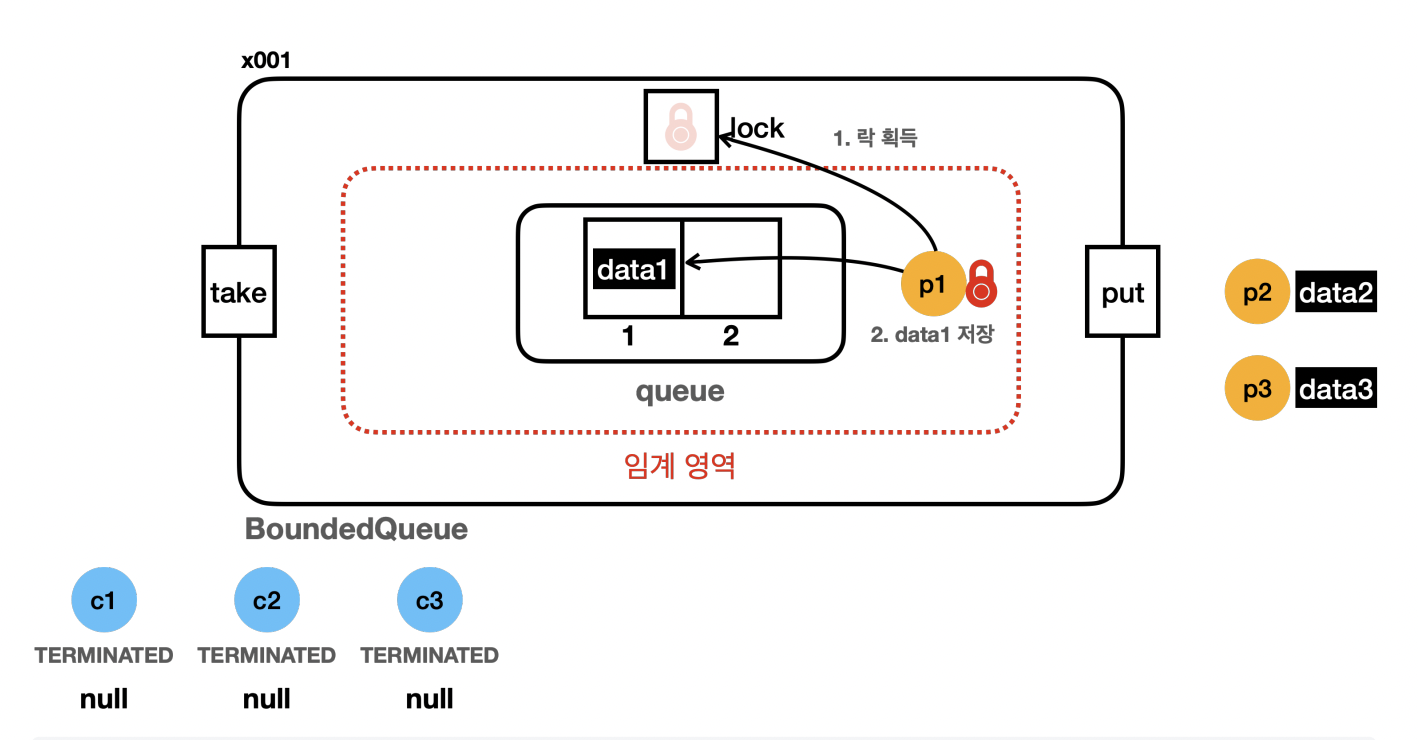 x001
lock
1. 락 획득
data1
take
p1
put
p2 data2
1 2
2. data1 저장
queue
p3 data3
임계 영역
BoundedQueue
c1 c2 c3
TERMINATED TERMINATED TERMINATED
null null null